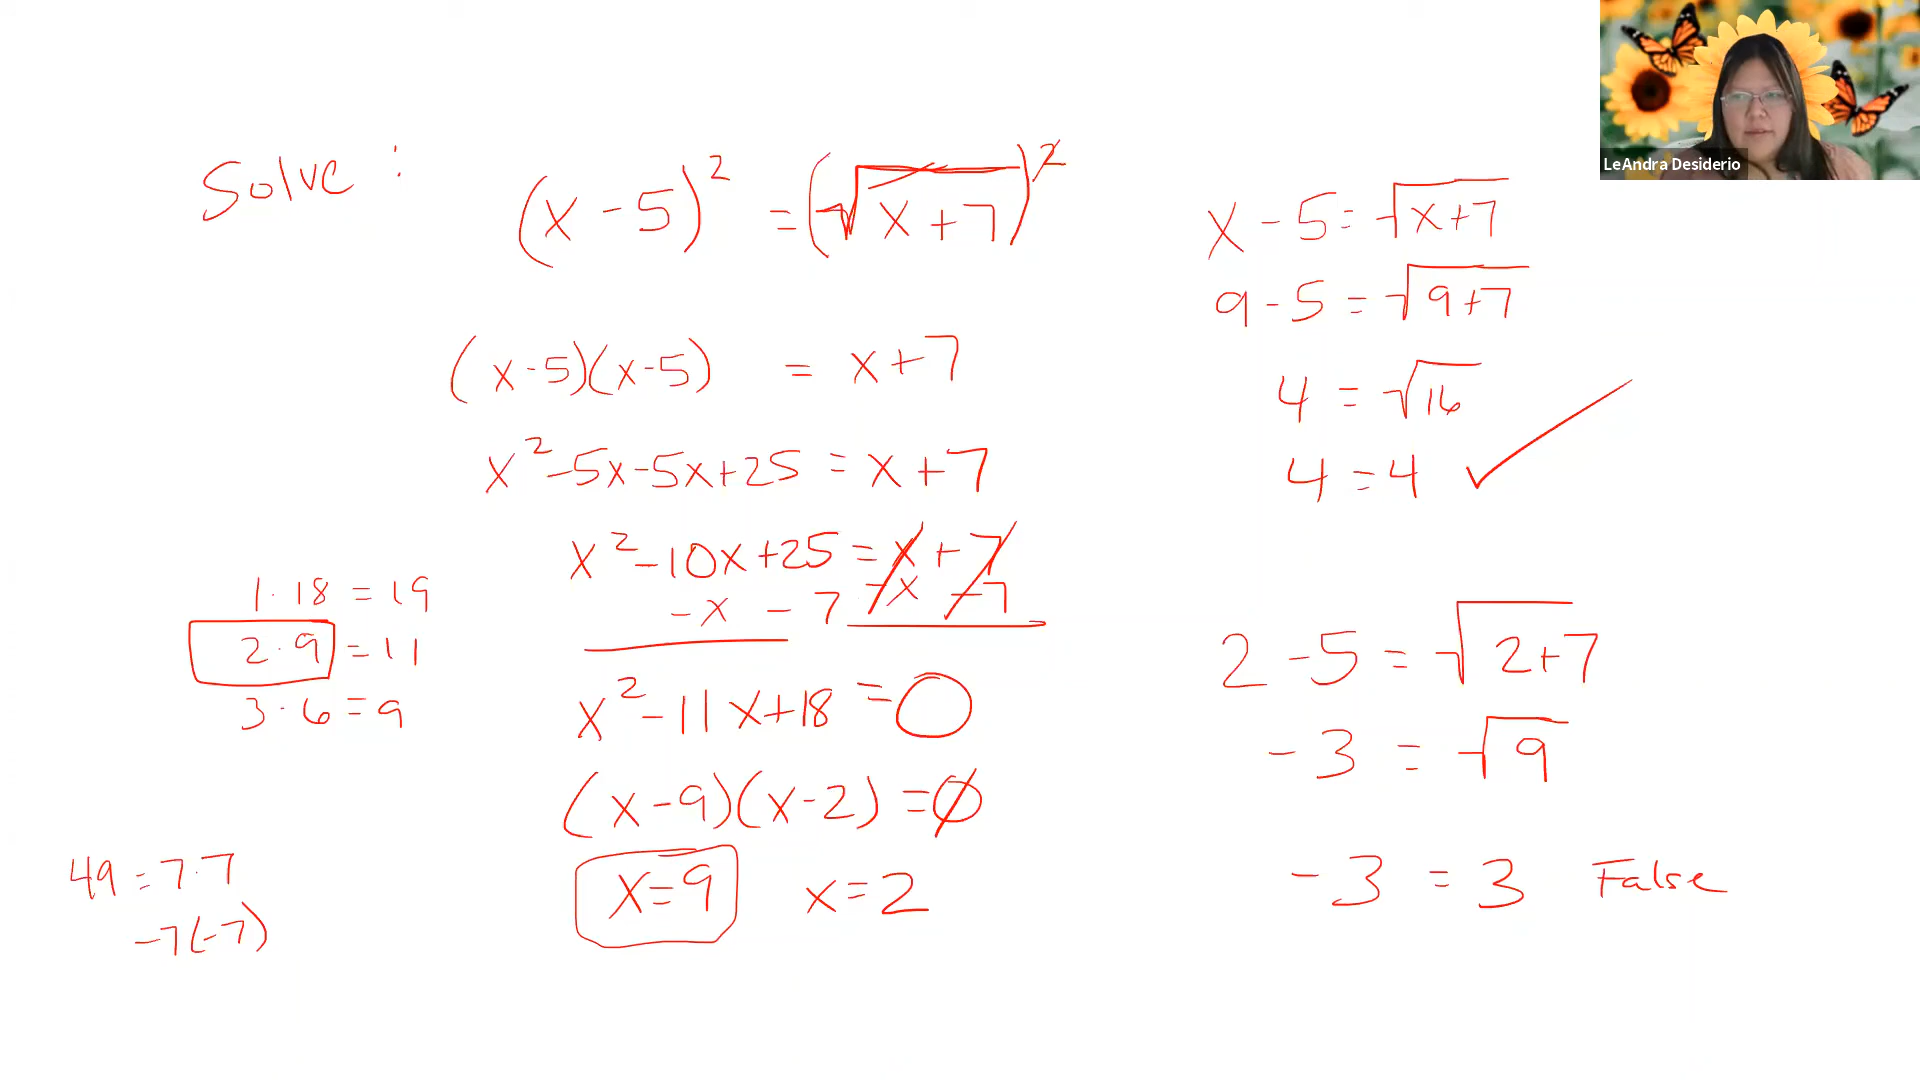 LeAndra Desiderio
Solve :
(x - 5)² = (√x + 7)²
(x-5)(x-5) = x+7
x² -5x-5x+25 = x+7
x² -10x+25 = x+7
-x - 7 -x -7
x² -11x+18 = 0
(x-9)(x-2) = 0
x=9 x=2
1·18 = 19
2·9 = 11
3·6 = 9
49 = 7·7
-7(-7)
x - 5 = √x+7
9 - 5 = √9+7
4 = √16
4 = 4 ✓
2 - 5 = √2+7
-3 = √9
-3 = 3 False